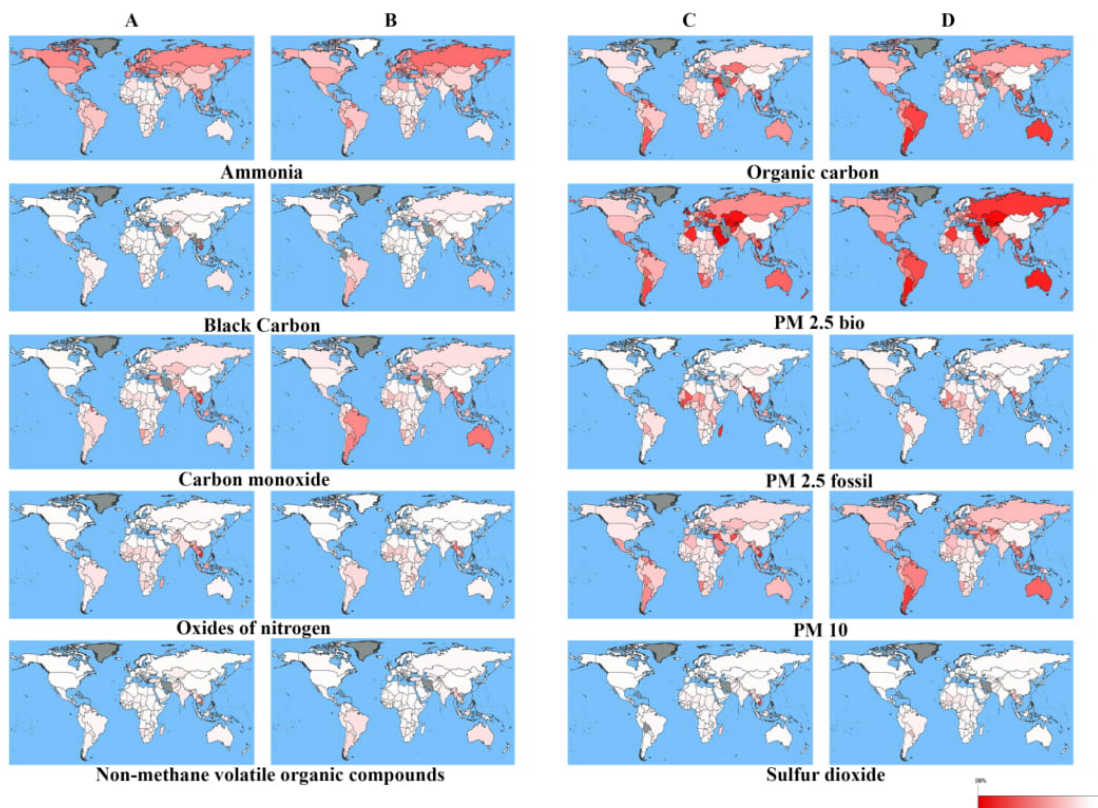 A B C D
Ammonia Organic carbon
Black Carbon PM 2.5 bio
Carbon monoxide PM 2.5 fossil
Oxides of nitrogen PM 10
Non-methane volatile organic compounds Sulfur dioxide
100%